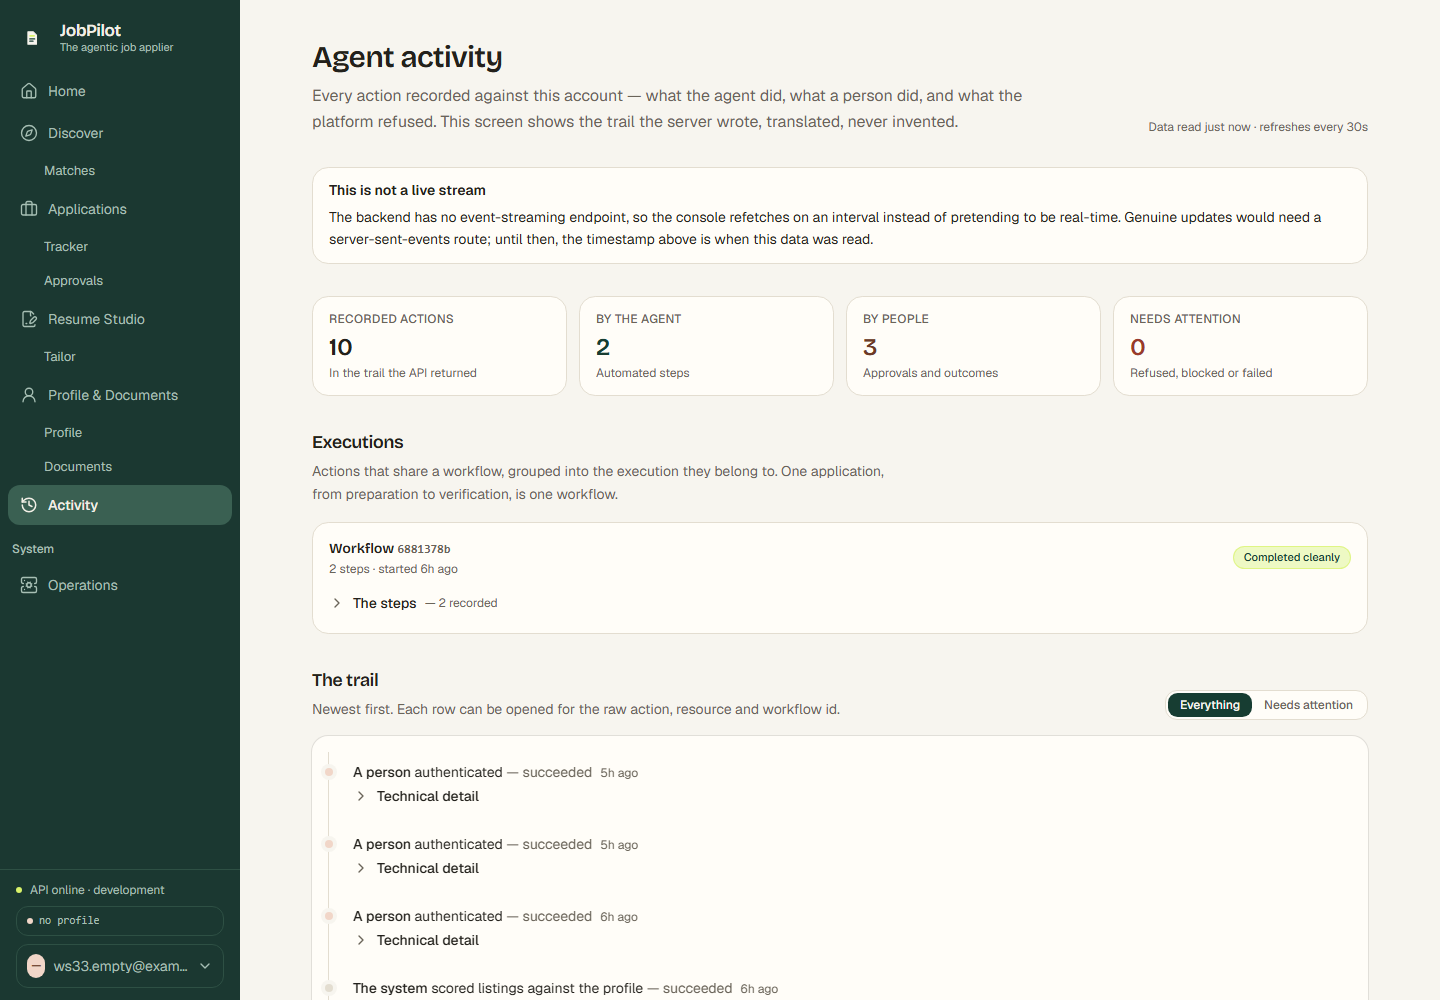 JobPilot
The agentic job applier
Home
Discover
Matches
Applications
Tracker
Approvals
Resume Studio
Tailor
Profile & Documents
Profile
Documents
Activity
System
Operations
API online · development
no profile
ws33.empty@exam...
Agent activity
Every action recorded against this account — what the agent did, what a person did, and what the
platform refused. This screen shows the trail the server wrote, translated, never invented.
Data read just now · refreshes every 30s
This is not a live stream
The backend has no event-streaming endpoint, so the console refetches on an interval instead of pretending to be real-time. Genuine updates would need a
server-sent-events route; until then, the timestamp above is when this data was read.
RECORDED ACTIONS
10
In the trail the API returned
BY THE AGENT
2
Automated steps
BY PEOPLE
3
Approvals and outcomes
NEEDS ATTENTION
0
Refused, blocked or failed
Executions
Actions that share a workflow, grouped into the execution they belong to. One application,
from preparation to verification, is one workflow.
Workflow 6881378b
2 steps · started 6h ago
Completed cleanly
The steps — 2 recorded
The trail
Newest first. Each row can be opened for the raw action, resource and workflow id.
Everything
Needs attention
A person authenticated — succeeded 5h ago
Technical detail
A person authenticated — succeeded 5h ago
Technical detail
A person authenticated — succeeded 6h ago
Technical detail
The system scored listings against the profile — succeeded 6h ago